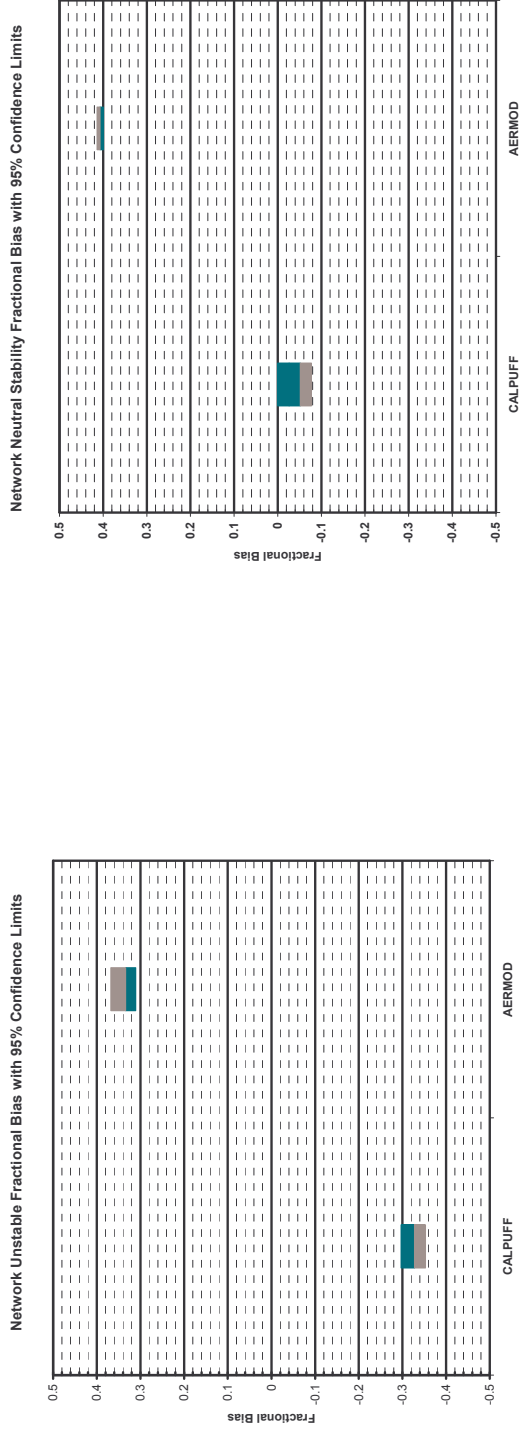 Network Unstable Fractional Bias with 95% Confidence Limits
0.5
0.4
0.3
0.2
0.1
0
-0.1
-0.2
-0.3
-0.4
-0.5
Fractional Bias
CALPUFF
AERMOD
Network Neutral Stability Fractional Bias with 95% Confidence Limits
0.5
0.4
0.3
0.2
0.1
0
-0.1
-0.2
-0.3
-0.4
-0.5
Fractional Bias
CALPUFF
AERMOD